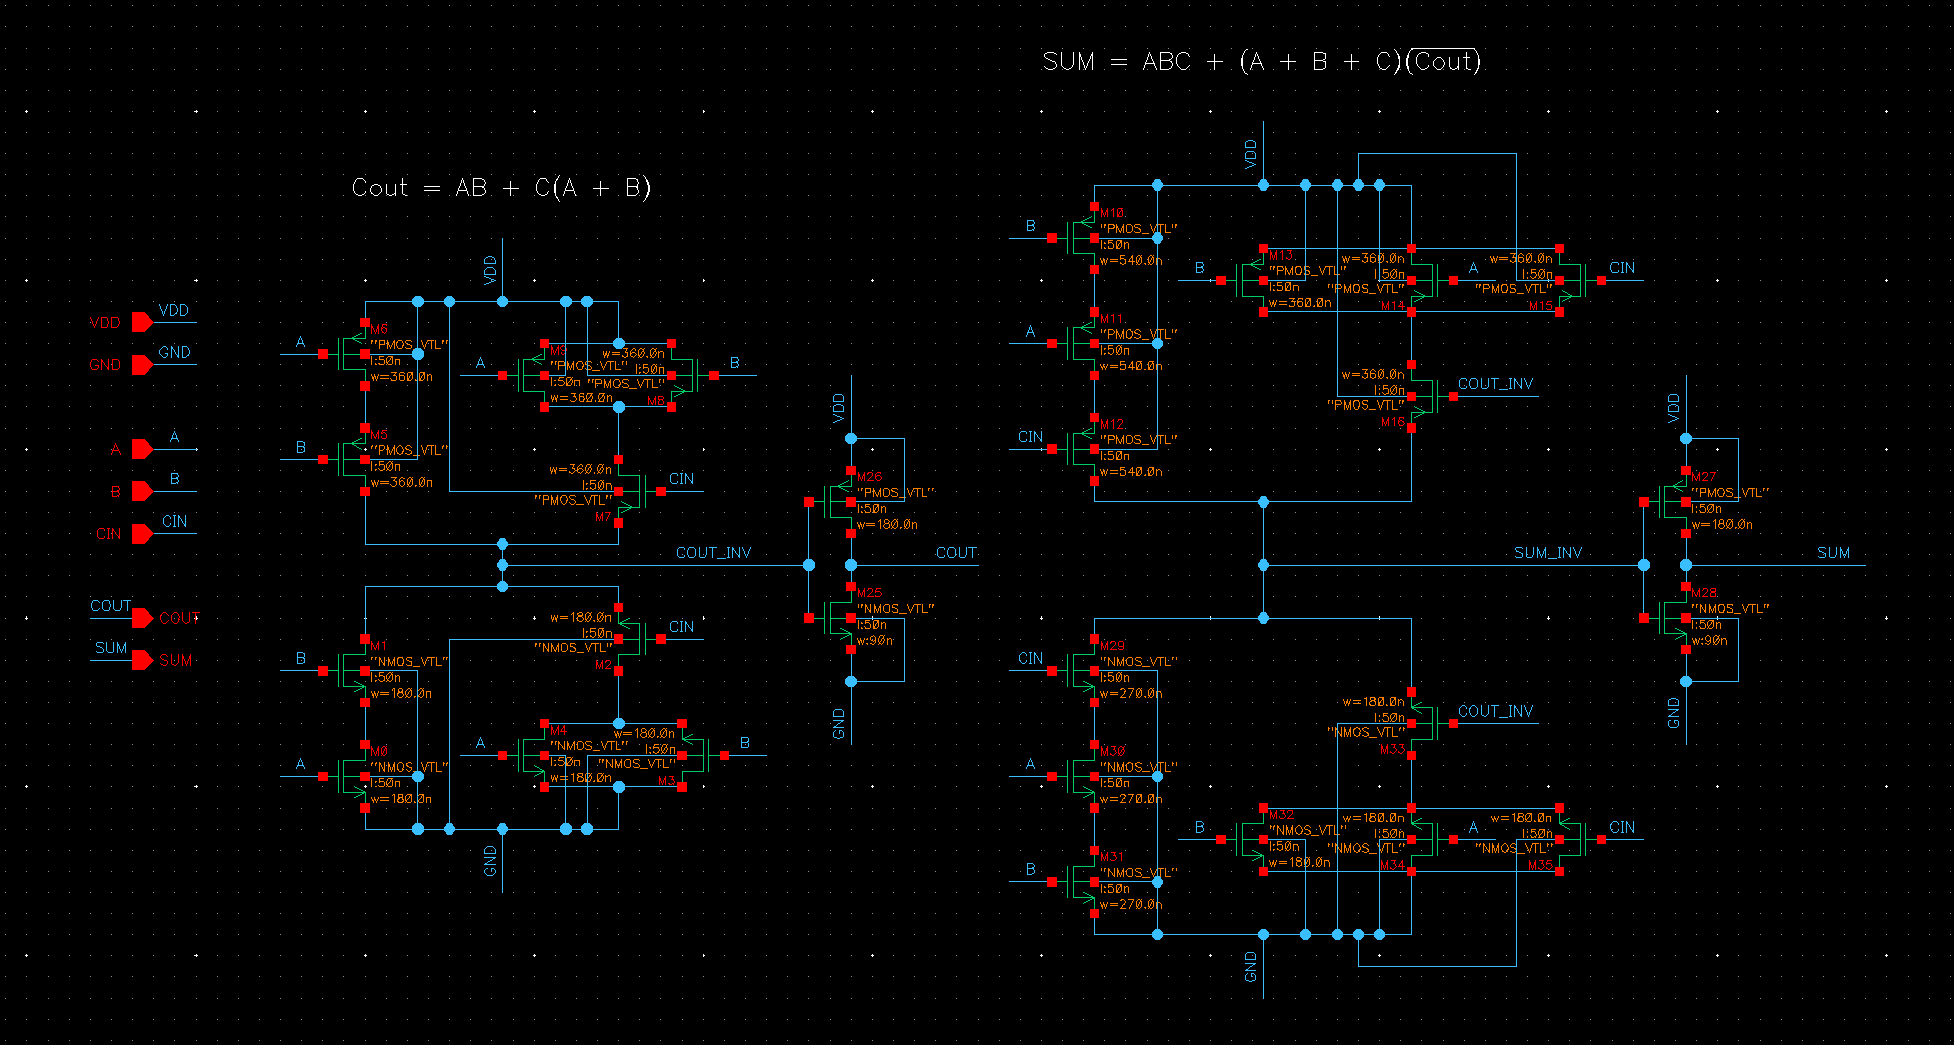 SUM = ABC + (A + B + C)(Cout)
Cout = AB + C(A + B)
VDD
VDD
GND
GND
A
A
B
B
CIN
CIN
COUT
COUT
SUM
SUM
VDD
A
M6
"PMOS_VTL"
l:50n
w=360.0n
B
M5
"PMOS_VTL"
l:50n
w=360.0n
A
M9
"PMOS_VTL"
l:50n
w=360.0n
w=360.0n
l:50n
"PMOS_VTL"
M8
B
w=360.0n
l:50n
"PMOS_VTL"
M7
CIN
COUT_INV
w=180.0n
l:50n
"NMOS_VTL"
M2
CIN
B
M1
"NMOS_VTL"
l:50n
w=180.0n
A
M0
"NMOS_VTL"
l:50n
w=180.0n
A
M4
"NMOS_VTL"
l:50n
w=180.0n
w=180.0n
l:50n
"NMOS_VTL"
M3
B
GND
VDD
M26
"PMOS_VTL"
l:50n
w=180.0n
COUT
M25
"NMOS_VTL"
l:50n
w:90n
GND
VDD
B
M10
"PMOS_VTL"
l:50n
w=540.0n
A
M11
"PMOS_VTL"
l:50n
w=540.0n
CIN
M12
"PMOS_VTL"
l:50n
w=540.0n
B
M13
"PMOS_VTL"
l:50n
w=360.0n
w=360.0n
l:50n
"PMOS_VTL"
M14
A
w=360.0n
l:50n
"PMOS_VTL"
M15
CIN
w=360.0n
l:50n
"PMOS_VTL"
M16
COUT_INV
SUM_INV
CIN
M29
"NMOS_VTL"
l:50n
w=270.0n
A
M30
"NMOS_VTL"
l:50n
w=270.0n
B
M31
"NMOS_VTL"
l:50n
w=270.0n
w=180.0n
l:50n
"NMOS_VTL"
M33
COUT_INV
B
M32
"NMOS_VTL"
l:50n
w=180.0n
w=180.0n
l:50n
"NMOS_VTL"
M34
A
w=180.0n
l:50n
"NMOS_VTL"
M35
CIN
GND
VDD
M27
"PMOS_VTL"
l:50n
w=180.0n
SUM
M28
"NMOS_VTL"
l:50n
w:90n
GND